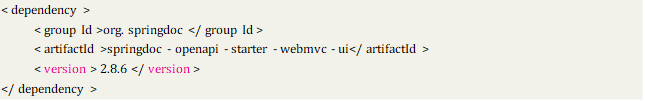 < dependency >
< group Id >org. springdoc </ group Id >
< artifactId >springdoc - openapi - starter - webmvc - ui</ artifactId >
< version > 2.8.6 </ version >
</ dependency >